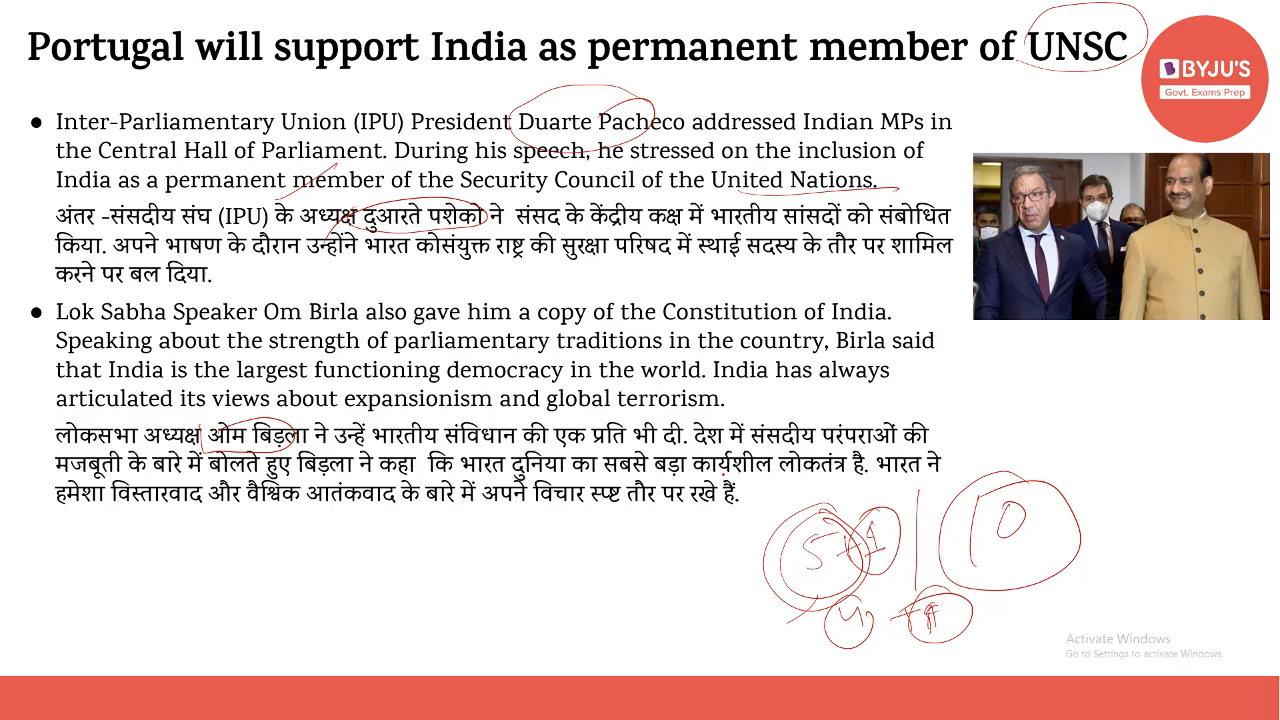 Portugal will support India as permanent member of UNSC
BYJU'S
Govt. Exams Prep
● Inter-Parliamentary Union (IPU) President Duarte Pacheco addressed Indian MPs in
the Central Hall of Parliament. During his speech, he stressed on the inclusion of
India as a permanent member of the Security Council of the United Nations.
अंतर -संसदीय संघ (IPU) के अध्यक्ष दुआरते पशेको ने संसद के केंद्रीय कक्ष में भारतीय सांसदों को संबोधित
किया. अपने भाषण के दौरान उन्होंने भारत कोसंयुक्त राष्ट्र की सुरक्षा परिषद में स्थाई सदस्य के तौर पर शामिल
करने पर बल दिया.
● Lok Sabha Speaker Om Birla also gave him a copy of the Constitution of India.
Speaking about the strength of parliamentary traditions in the country, Birla said
that India is the largest functioning democracy in the world. India has always
articulated its views about expansionism and global terrorism.
लोकसभा अध्यक्ष ओम बिड़ला ने उन्हें भारतीय संविधान की एक प्रति भी दी. देश में संसदीय परंपराओं की
मजबूती के बारे में बोलते हुए बिड़ला ने कहा कि भारत दुनिया का सबसे बड़ा कार्यशील लोकतंत्र है. भारत ने
हमेशा विस्तारवाद और वैश्विक आतंकवाद के बारे में अपने विचार स्प्ष्ट तौर पर रखे हैं.
5+1 10
Activate Windows
Go to Settings to activate Windows.